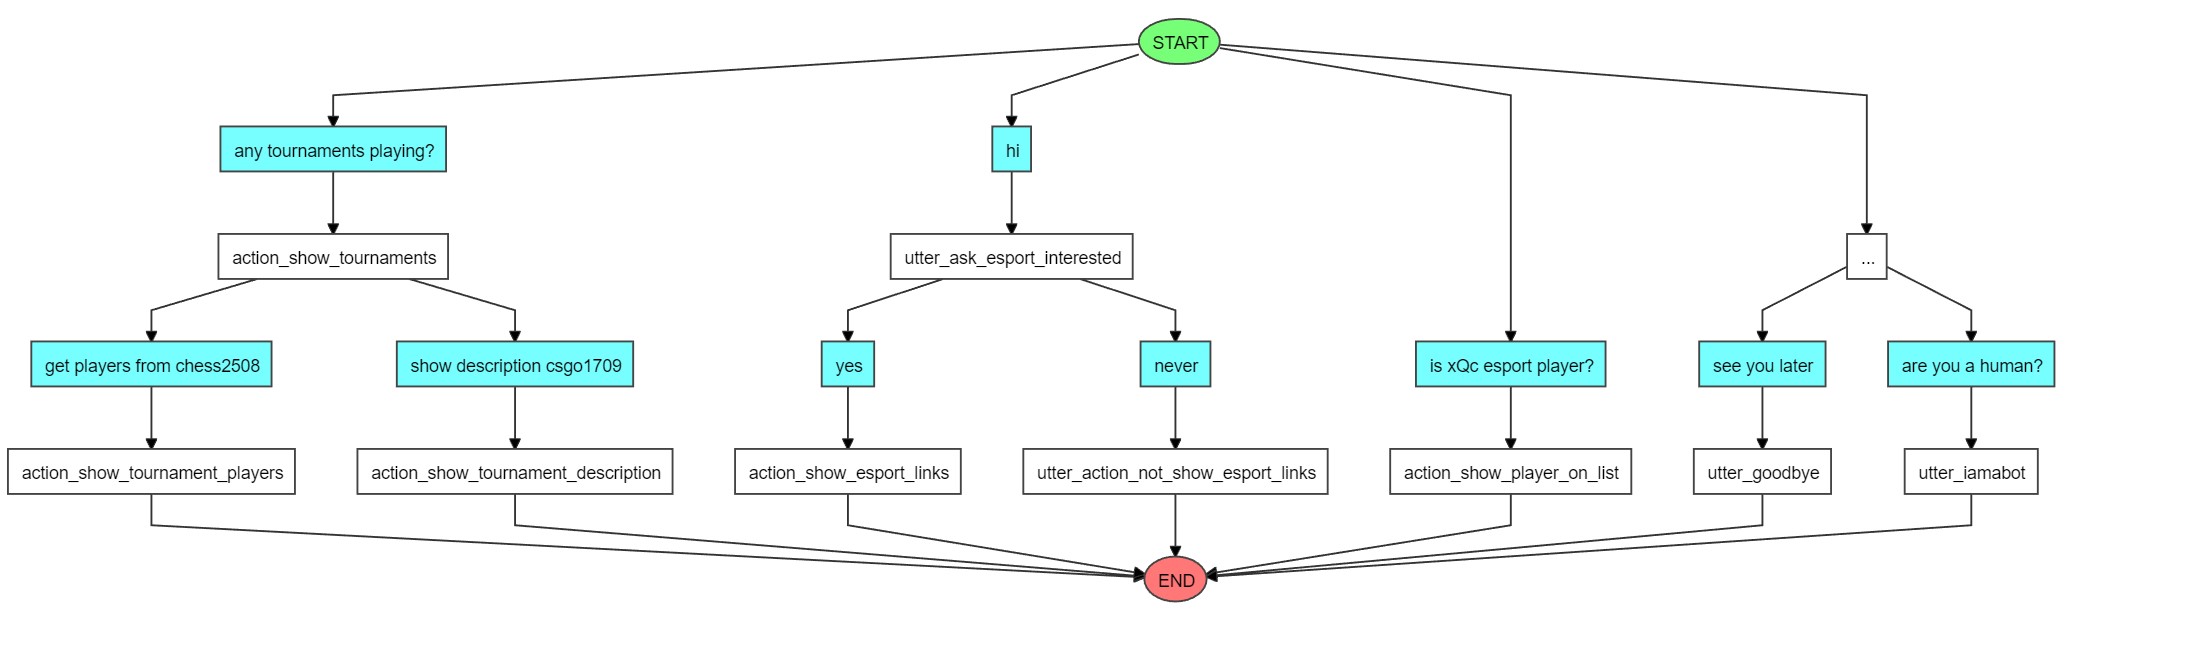 START
any tournaments playing?
hi
action_show_tournaments
utter_ask_esport_interested
...
get players from chess2508
show description csgo1709
yes
never
is xQc esport player?
see you later
are you a human?
action_show_tournament_players
action_show_tournament_description
action_show_esport_links
utter_action_not_show_esport_links
action_show_player_on_list
utter_goodbye
utter_iamabot
END